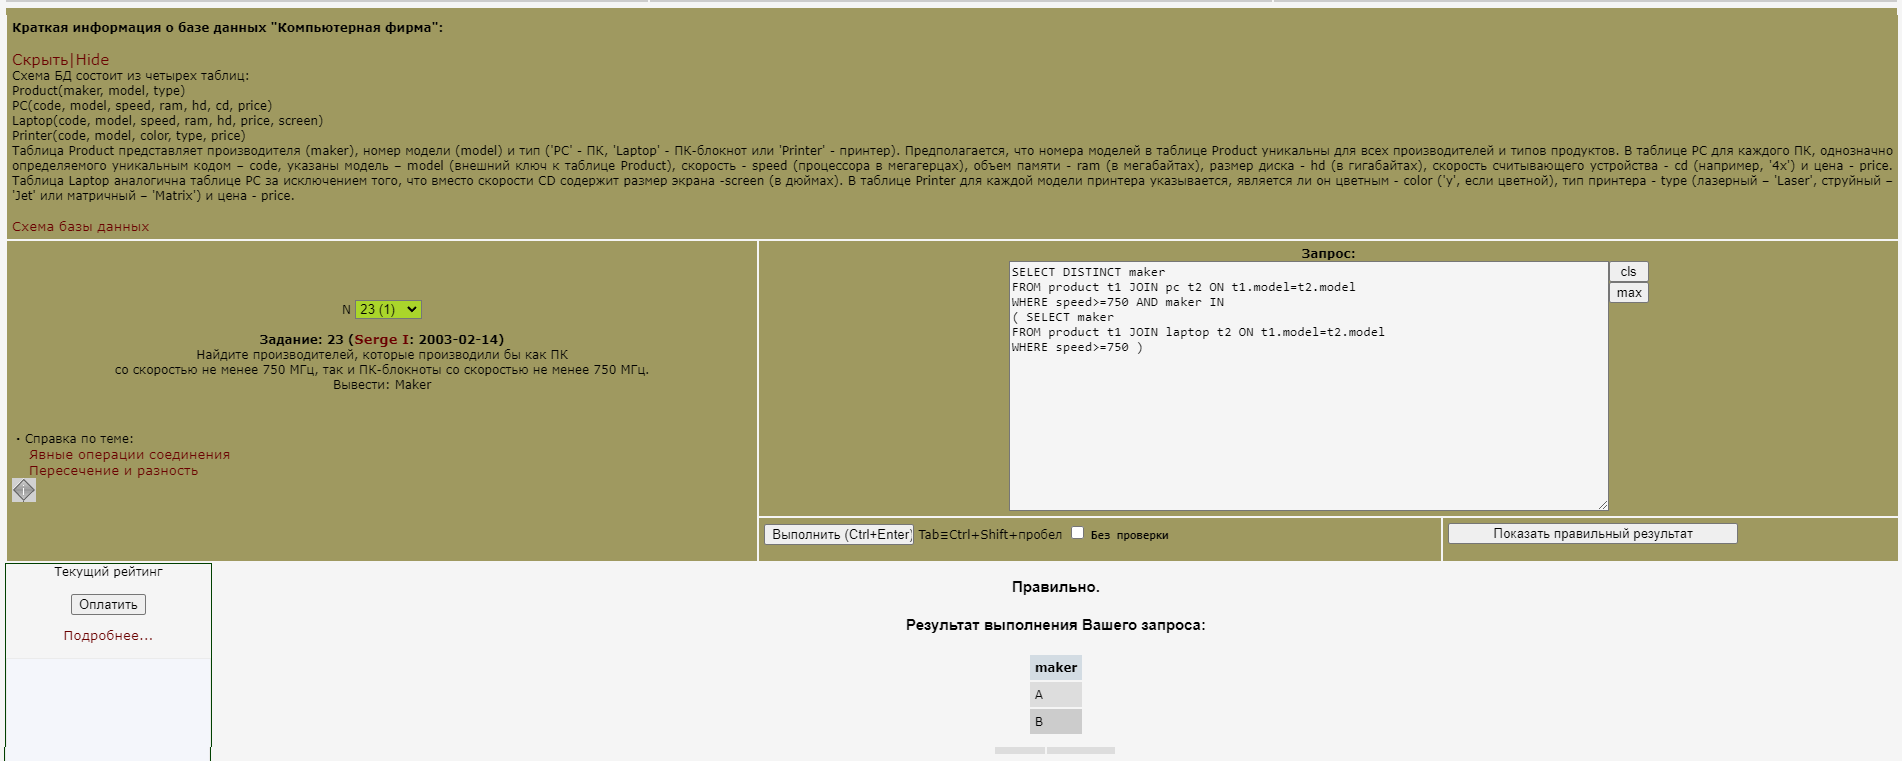 Краткая информация о базе данных "Компьютерная фирма":
Скрыть|Hide
Схема БД состоит из четырех таблиц:
Product(maker, model, type)
PC(code, model, speed, ram, hd, cd, price)
Laptop(code, model, speed, ram, hd, price, screen)
Printer(code, model, color, type, price)
Таблица Product представляет производителя (maker), номер модели (model) и тип ('PC' - ПК, 'Laptop' - ПК-блокнот или 'Printer' - принтер). Предполагается, что номера моделей в таблице Product уникальны для всех производителей и типов продуктов. В таблице PC для каждого ПК, однозначно
определяемого уникальным кодом – code, указаны модель – model (внешний ключ к таблице Product), скорость - speed (процессора в мегагерцах), объем памяти - ram (в мегабайтах), размер диска - hd (в гигабайтах), скорость считывающего устройства - cd (например, '4x') и цена - price.
Таблица Laptop аналогична таблице РС за исключением того, что вместо скорости CD содержит размер экрана -screen (в дюймах). В таблице Printer для каждой модели принтера указывается, является ли он цветным - color ('y', если цветной), тип принтера - type (лазерный – 'Laser', струйный –
'Jet' или матричный – 'Matrix') и цена - price.
Схема базы данных
N 23 (1)
Задание: 23 (Serge I: 2003-02-14)
Найдите производителей, которые производили бы как ПК
со скоростью не менее 750 МГц, так и ПК-блокноты со скоростью не менее 750 МГц.
Вывести: Maker
· Справка по теме:
Явные операции соединения
Пересечение и разность
i
Запрос:
SELECT DISTINCT maker
FROM product t1 JOIN pc t2 ON t1.model=t2.model
WHERE speed>=750 AND maker IN
( SELECT maker
FROM product t1 JOIN laptop t2 ON t1.model=t2.model
WHERE speed>=750 )
cls
max
Выполнить (Ctrl+Enter) Tab≡Ctrl+Shift+пробел Без проверки
Показать правильный результат
Текущий рейтинг
Оплатить
Подробнее...
Правильно.
Результат выполнения Вашего запроса:
maker
A
B